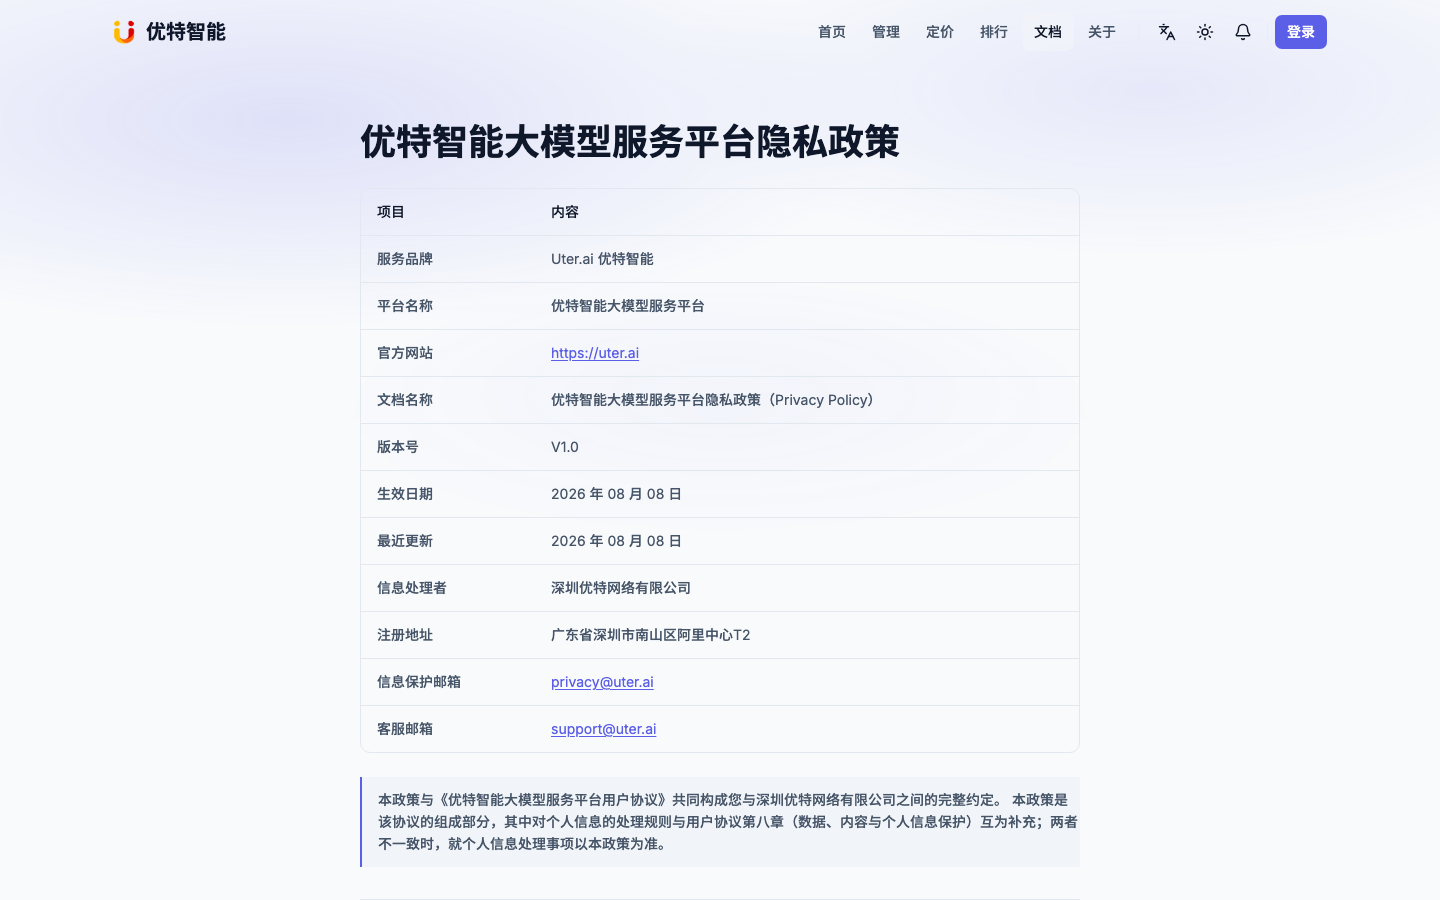 优特智能
首页
管理
定价
排行
文档
关于
登录
优特智能大模型服务平台隐私政策
项目 内容
服务品牌 Uter.ai 优特智能
平台名称 优特智能大模型服务平台
官方网站 https://uter.ai
文档名称 优特智能大模型服务平台隐私政策（Privacy Policy）
版本号 V1.0
生效日期 2026 年 08 月 08 日
最近更新 2026 年 08 月 08 日
信息处理者 深圳优特网络有限公司
注册地址 广东省深圳市南山区阿里中心T2
信息保护邮箱 privacy@uter.ai
客服邮箱 support@uter.ai
本政策与《优特智能大模型服务平台用户协议》共同构成您与深圳优特网络有限公司之间的完整约定。 本政策是
该协议的组成部分，其中对个人信息的处理规则与用户协议第八章（数据、内容与个人信息保护）互为补充；两者
不一致时，就个人信息处理事项以本政策为准。